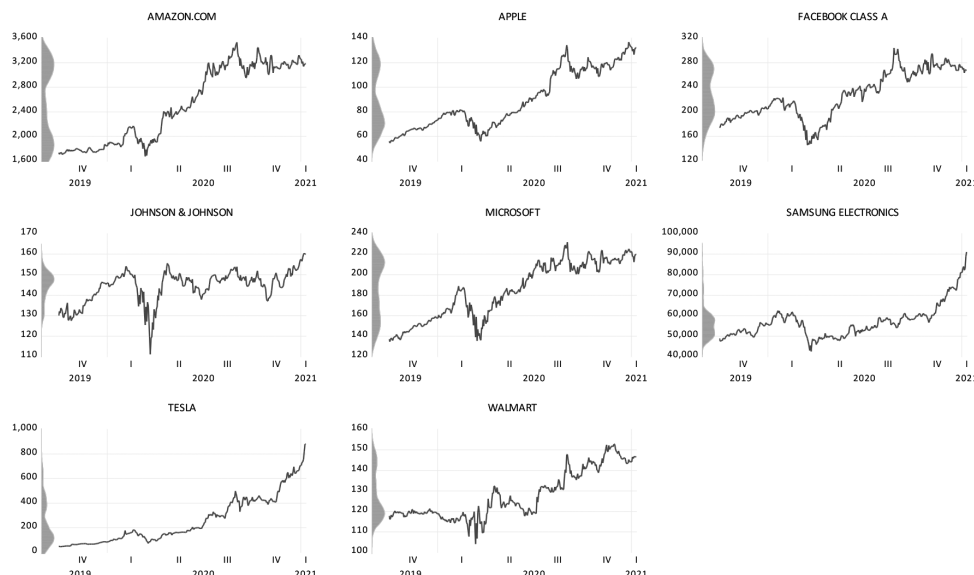 AMAZON.COM
APPLE
FACEBOOK CLASS A
3,600
3,200
2,800
2,400
2,000
1,600
IV I II III IV I
2019 2020 2021
140
120
100
80
60
40
IV I II III IV I
2019 2020 2021
320
280
240
200
160
120
IV I II III IV I
2019 2020 202
JOHNSON & JOHNSON
MICROSOFT
SAMSUNG ELECTRONICS
170
160
150
140
130
120
110
IV I II III IV I
2019 2020 2021
240
220
200
180
160
140
120
IV I II III IV I
2019 2020 2021
100,000
90,000
80,000
70,000
60,000
50,000
40,000
IV I II III IV I
2019 2020 202
TESLA
WALMART
1,000
800
600
400
200
0
IV I II III IV I
2019 2020 2021
160
150
140
130
120
110
100
IV I II III IV I
2019 2020 2021